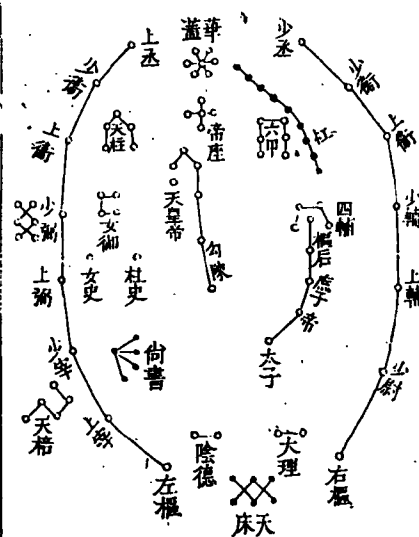 少丞
華蓋
上丞
少衛
少衛
上衛
杠
六甲
帝座
天柱
上衛
少輔
四輔
天皇帝
女御
少弼
上輔
樞后
庶子
帝
太子
勾陳
柱史
女史
上弼
少尉
尚書
少宰
上宰
天棓
右樞
大理
陰德
左樞
天床